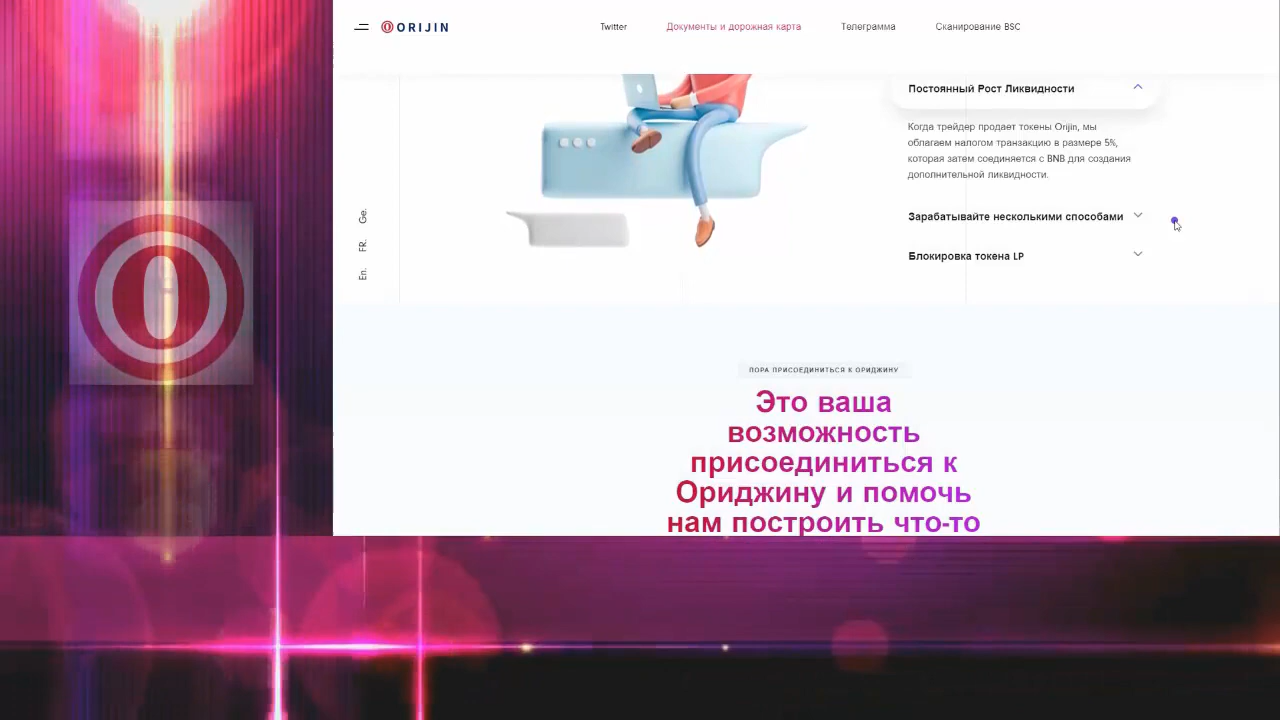 ORIJIN
Twitter
Документы и дорожная карта
Телеграмма
Сканирование BSC
Постоянный Рост Ликвидности
Когда трейдер продает токены Orijin, мы
облагаем налогом транзакцию в размере 5%,
которая затем соединяется с BNB для создания
дополнительной ликвидности.
Ge.
FR.
En.
Зарабатывайте несколькими способами
Блокировка токена LP
ПОРА ПРИСОЕДИНИТЬСЯ К ОРИДЖИНУ
Это ваша
возможность
присоединиться к
Ориджину и помочь
нам построить что-то